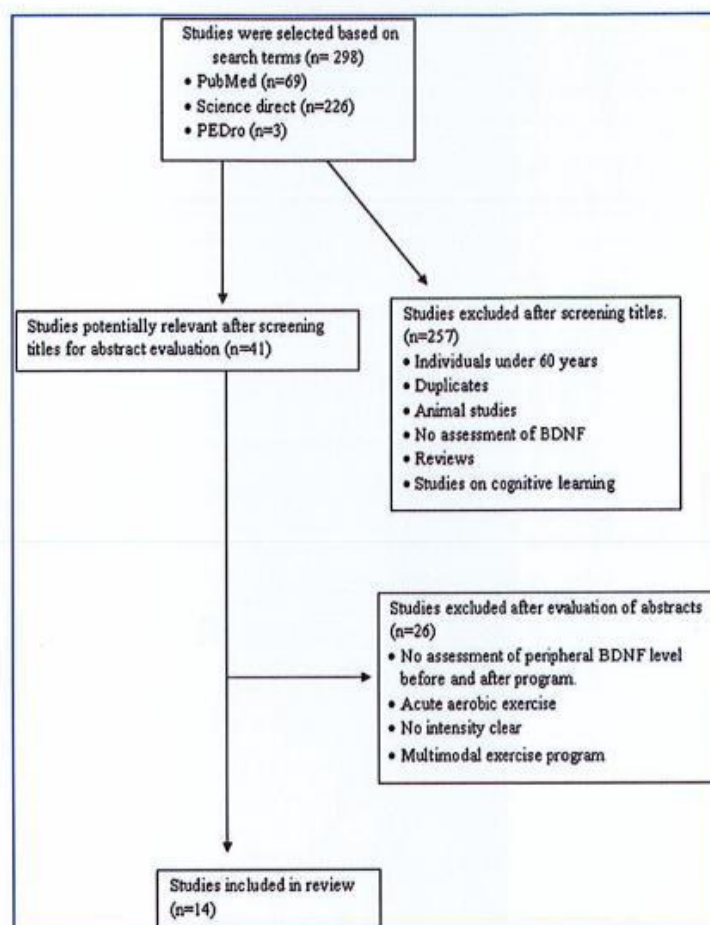 Studies were selected based on
search terms (n= 298)
• PubMed (n=69)
• Science direct (n=226)
• PEDro (n=3)
Studies potentially relevant after screening
titles for abstract evaluation (n=41)
Studies excluded after screening titles.
(n=257)
• Individuals under 60 years
• Duplicates
• Animal studies
• No assessment of BDNF
• Reviews
• Studies on cognitive learning
Studies excluded after evaluation of abstracts
(n=26)
• No assessment of peripheral BDNF level
before and after program.
• Acute aerobic exercise
• No intensity clear
• Multimodal exercise program
Studies included in review
(n=14)